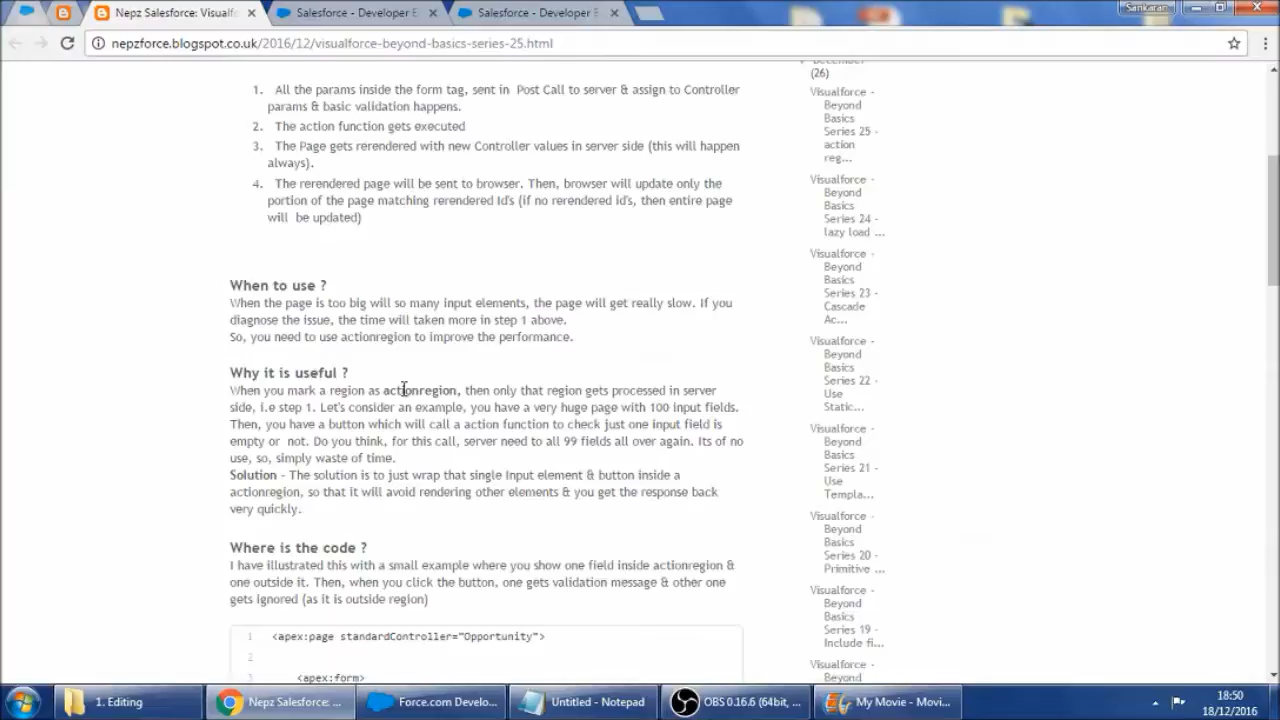 Nepz Salesforce: Visualfo
Salesforce - Developer E
Salesforce - Developer E
Sankaran
nepzforce.blogspot.co.uk/2016/12/visualforce-beyond-basics-series-25.html
1. All the params inside the form tag, sent in Post Call to server & assign to Controller
params & basic validation happens.
2. The action function gets executed
3. The Page gets rerendered with new Controller values in server side (this will happen
always).
4. The rerendered page will be sent to browser. Then, browser will update only the
portion of the page matching rerendered Id's (if no rerendered id's, then entire page
will be updated)
When to use ?
When the page is too big will so many input elements, the page will get really slow. If you
diagnose the issue, the time will taken more in step 1 above.
So, you need to use actionregion to improve the performance.
Why it is useful ?
When you mark a region as actionregion, then only that region gets processed in server
side, i.e step 1. Let's consider an example, you have a very huge page with 100 input fields.
Then, you have a button which will call a action function to check just one input field is
empty or not. Do you think, for this call, server need to all 99 fields all over again. Its of no
use, so, simply waste of time.
Solution - The solution is to just wrap that single Input element & button inside a
actionregion, so that it will avoid rendering other elements & you get the response back
very quickly.
Where is the code ?
I have illustrated this with a small example where you show one field inside actionregion &
one outside it. Then, when you click the button, one gets validation message & other one
gets ignored (as it is outside region)
1 <apex:page standardController="Opportunity">
2
3 <apex:form>
December
(26)
Visualforce -
Beyond
Basics
Series 25 -
action
reg...
Visualforce -
Beyond
Basics
Series 24 -
lazy load ...
Visualforce -
Beyond
Basics
Series 23 -
Cascade
Ac...
Visualforce -
Beyond
Basics
Series 22 -
Use
Static...
Visualforce -
Beyond
Basics
Series 21 -
Use
Templa...
Visualforce -
Beyond
Basics
Series 20 -
Primitive ...
Visualforce -
Beyond
Basics
Series 19 -
Include fi...
Visualforce -
Beyond
1. Editing
Nepz Salesforce: ...
Force.com Develo...
Untitled - Notepad
OBS 0.16.6 (64bit, ...
My Movie - Movi...
18:50
18/12/2016